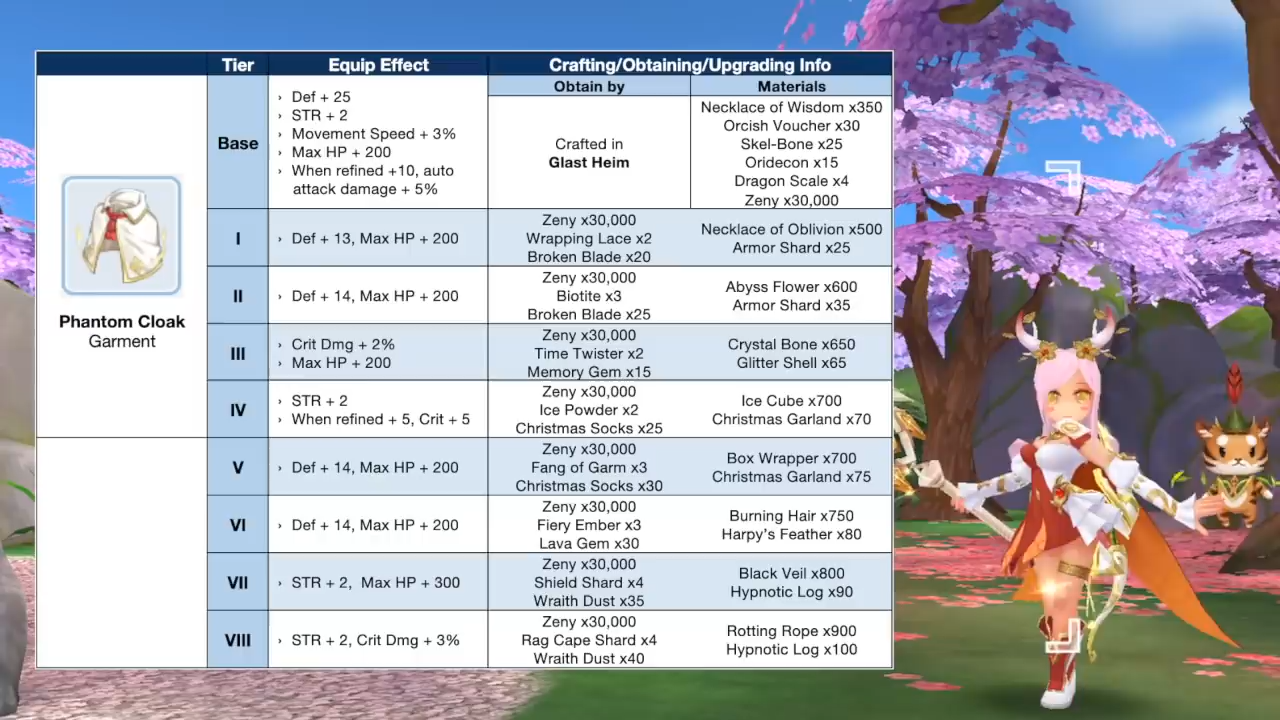 Tier
Equip Effect
Crafting/Obtaining/Upgrading Info
Obtain by
Materials
Base
› Def + 25
› STR + 2
› Movement Speed + 3%
› Max HP + 200
› When refined +10, auto
attack damage + 5%
Crafted in
Glast Heim
Necklace of Wisdom x350
Orcish Voucher x30
Skel-Bone x25
Oridecon x15
Dragon Scale x4
Zeny x30,000
Phantom Cloak
Garment
I
› Def + 13, Max HP + 200
Zeny x30,000
Wrapping Lace x2
Broken Blade x20
Necklace of Oblivion x500
Armor Shard x25
II
› Def + 14, Max HP + 200
Zeny x30,000
Biotite x3
Broken Blade x25
Abyss Flower x600
Armor Shard x35
III
› Crit Dmg + 2%
› Max HP + 200
Zeny x30,000
Time Twister x2
Memory Gem x15
Crystal Bone x650
Glitter Shell x65
IV
› STR + 2
› When refined + 5, Crit + 5
Zeny x30,000
Ice Powder x2
Christmas Socks x25
Ice Cube x700
Christmas Garland x70
V
› Def + 14, Max HP + 200
Zeny x30,000
Fang of Garm x3
Christmas Socks x30
Box Wrapper x700
Christmas Garland x75
VI
› Def + 14, Max HP + 200
Zeny x30,000
Fiery Ember x3
Lava Gem x30
Burning Hair x750
Harpy's Feather x80
VII
› STR + 2, Max HP + 300
Zeny x30,000
Shield Shard x4
Wraith Dust x35
Black Veil x800
Hypnotic Log x90
VIII
› STR + 2, Crit Dmg + 3%
Zeny x30,000
Rag Cape Shard x4
Wraith Dust x40
Rotting Rope x900
Hypnotic Log x100